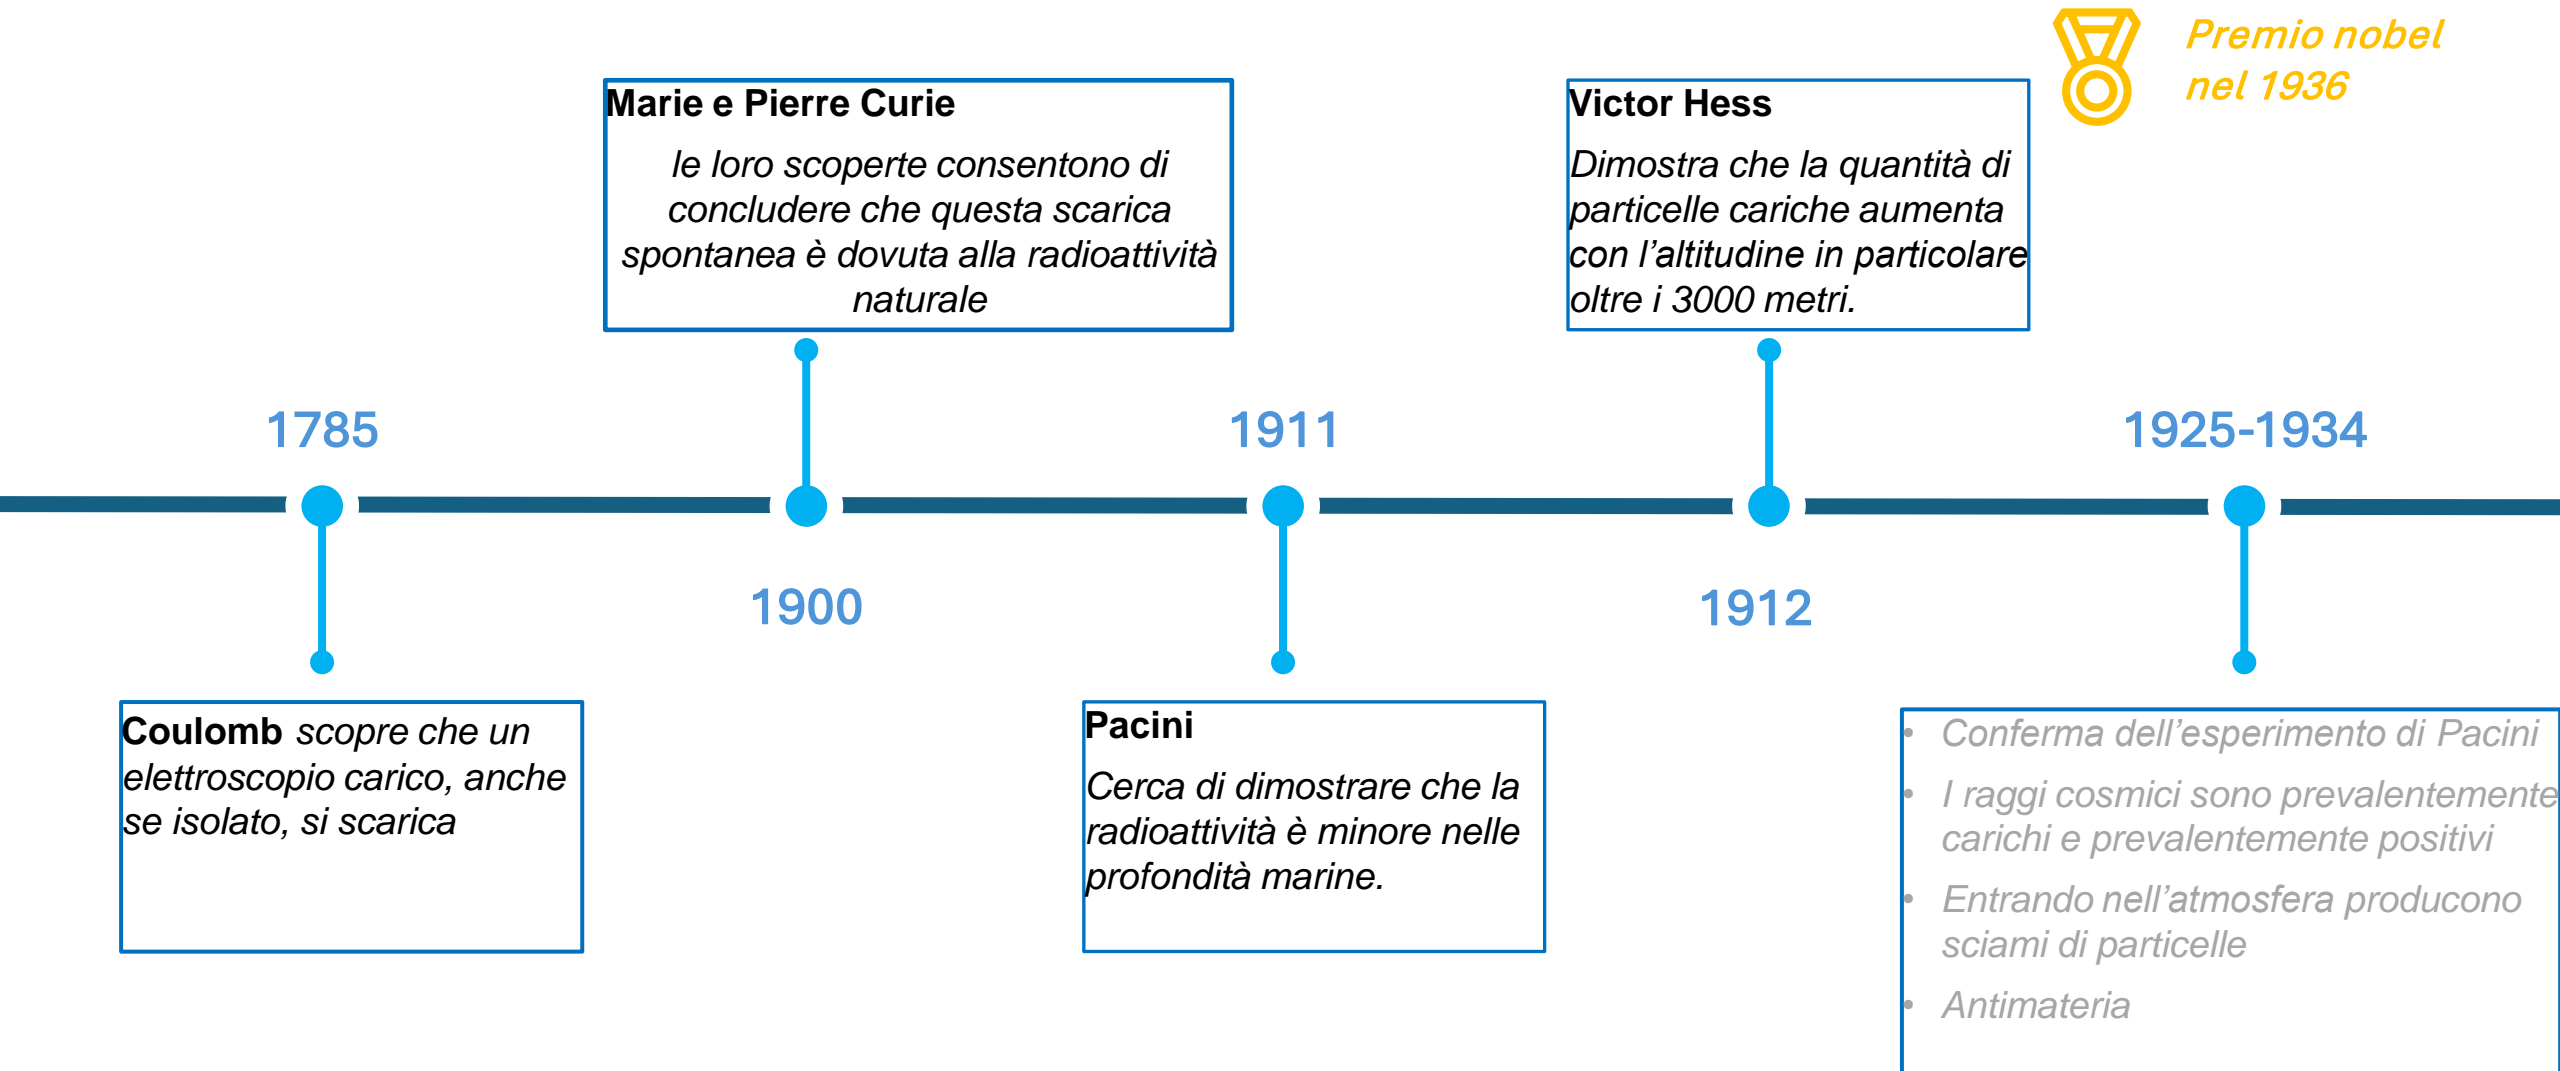 Premio nobel
nel 1936
Marie e Pierre Curie
le loro scoperte consentono di
concludere che questa scarica
spontanea è dovuta alla radioattività
naturale
Victor Hess
Dimostra che la quantità di
particelle cariche aumenta
con l’altitudine in particolare
oltre i 3000 metri.
1785
1911
1925-1934
1900
1912
Coulomb scopre che un
elettroscopio carico, anche
se isolato, si scarica
Pacini
Cerca di dimostrare che la
radioattività è minore nelle
profondità marine.
• Conferma dell’esperimento di Pacini
• I raggi cosmici sono prevalentemente
carichi e prevalentemente positivi
• Entrando nell’atmosfera producono
sciami di particelle
• Antimateria